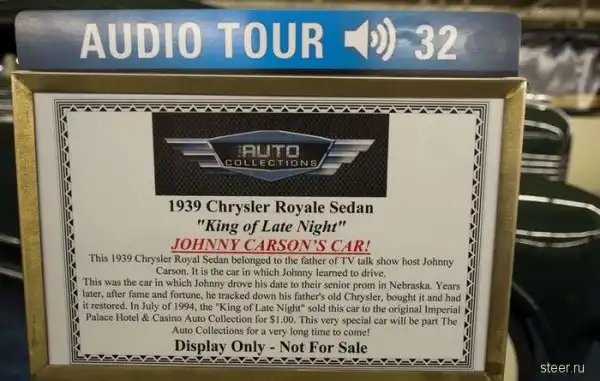 AUDIO TOUR 32
THE AUTO
COLLECTIONS
1939 Chrysler Royale Sedan
"King of Late Night"
JOHNNY CARSON'S CAR!
This 1939 Chrysler Royal Sedan belonged to the father of TV talk show host Johnny
Carson. It is the car in which Johnny learned to drive.
This was the car in which Johnny drove his date to their senior prom in Nebraska. Years
later, after fame and fortune, he tracked down his father's old Chrysler, bought it and had
it restored. In July of 1994, the "King of Late Night" sold this car to the original Imperial
Palace Hotel & Casino Auto Collection for $1.00. This very special car will be part The
Auto Collections for a very long time to come!
Display Only - Not For Sale
steer.ru